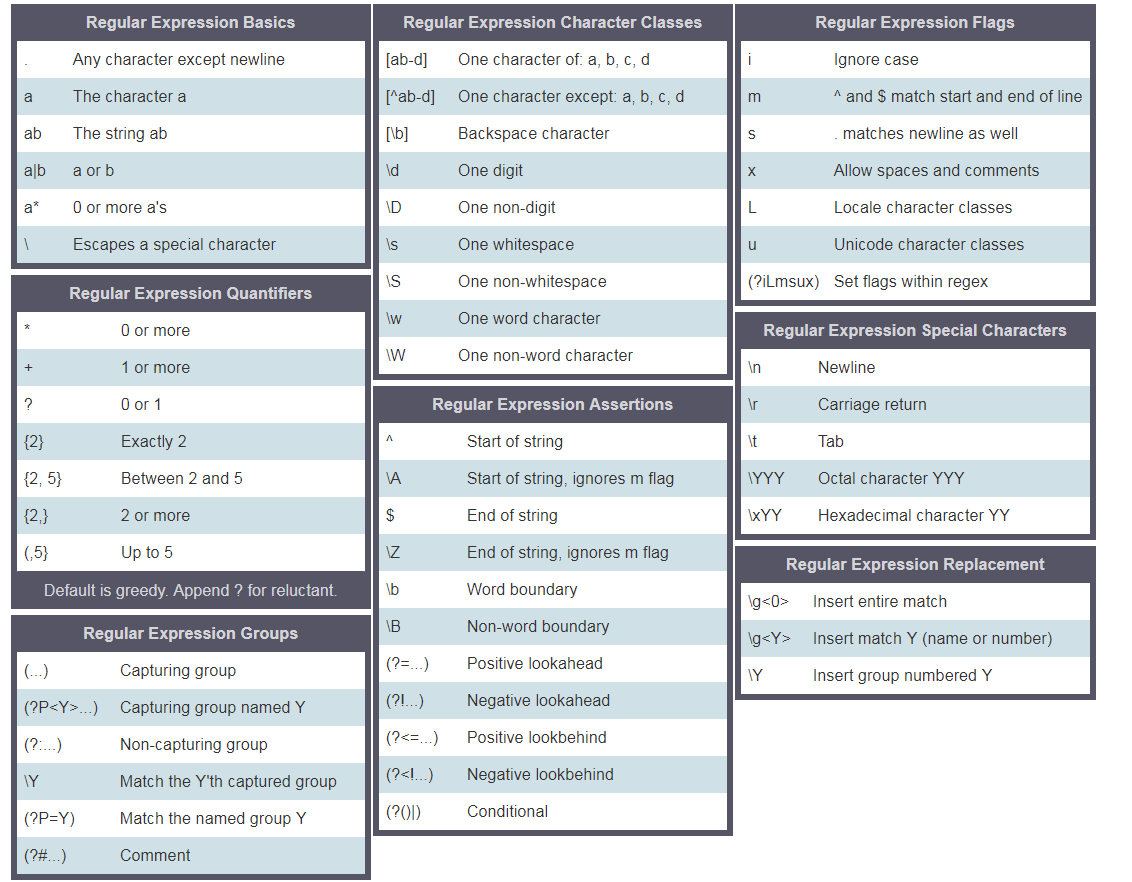 Regular Expression Basics
. Any character except newline
a The character a
ab The string ab
a|b a or b
a* 0 or more a's
\ Escapes a special character
Regular Expression Quantifiers
* 0 or more
+ 1 or more
? 0 or 1
{2} Exactly 2
{2, 5} Between 2 and 5
{2,} 2 or more
(,5} Up to 5
Default is greedy. Append ? for reluctant.
Regular Expression Groups
(...) Capturing group
(?P<Y>...) Capturing group named Y
(?:...) Non-capturing group
\Y Match the Y'th captured group
(?P=Y) Match the named group Y
(?#...) Comment
Regular Expression Character Classes
[ab-d] One character of: a, b, c, d
[^ab-d] One character except: a, b, c, d
[\b] Backspace character
\d One digit
\D One non-digit
\s One whitespace
\S One non-whitespace
\w One word character
\W One non-word character
Regular Expression Assertions
^ Start of string
\A Start of string, ignores m flag
$ End of string
\Z End of string, ignores m flag
\b Word boundary
\B Non-word boundary
(?=...) Positive lookahead
(?!...) Negative lookahead
(?<=...) Positive lookbehind
(?<!...) Negative lookbehind
(?()|) Conditional
Regular Expression Flags
i Ignore case
m ^ and $ match start and end of line
s . matches newline as well
x Allow spaces and comments
L Locale character classes
u Unicode character classes
(?iLmsux) Set flags within regex
Regular Expression Special Characters
\n Newline
\r Carriage return
\t Tab
\YYY Octal character YYY
\xYY Hexadecimal character YY
Regular Expression Replacement
\g<0> Insert entire match
\g<Y> Insert match Y (name or number)
\Y Insert group numbered Y